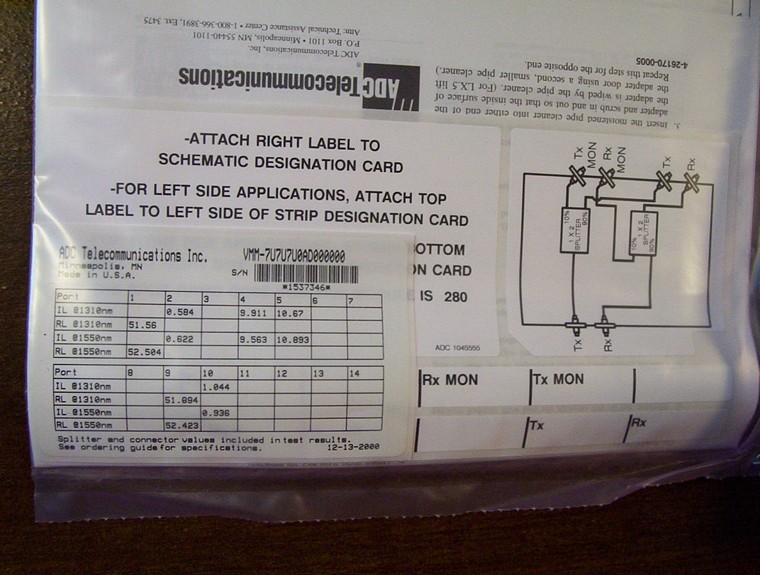 3. Insert the moistened pipe cleaner into either end of the
adapter and scrub in and out so that the inside surface of
the adapter is wiped by the pipe cleaner. (For LX.5 lift
the adapter door using a second, smaller pipe cleaner.)
Repeat this step for the opposite end.
4-26170-0005
ADC Telecommunications®
ADC Telecommunications, Inc.
P.O. Box 1101 • Minneapolis, MN 55440-1101
Attn: Technical Assistance Center • 1-800-366-3891, Ext. 3475
-ATTACH RIGHT LABEL TO
SCHEMATIC DESIGNATION CARD
-FOR LEFT SIDE APPLICATIONS, ATTACH TOP
LABEL TO LEFT SIDE OF STRIP DESIGNATION CARD
OTTOM
ON CARD
IS 280
ADC 1045555
Tx MON
Rx MON
Tx
Rx
1 X 2 SPLITTER
10%
90%
1 X 2 SPLITTER
10%
90%
Tx
Rx
ADC Telecommunications Inc. VMM-7U7U7U0AD000000
Minneapolis, MN
Made in U.S.A.
S/N
*1537346*
Port 1 2 3 4 5 6 7
IL @1310nm 0.584 9.911 10.67
RL @1310nm 51.56
IL @1550nm 0.622 9.563 10.893
RL @1550nm 52.504
Port 8 9 10 11 12 13 14
IL @1310nm 1.044
RL @1310nm 51.894
IL @1550nm 0.936
RL @1550nm 52.423
Splitter and connector values included in test results.
See ordering guide for specifications. 12-13-2000
Rx MON Tx MON
Tx Rx